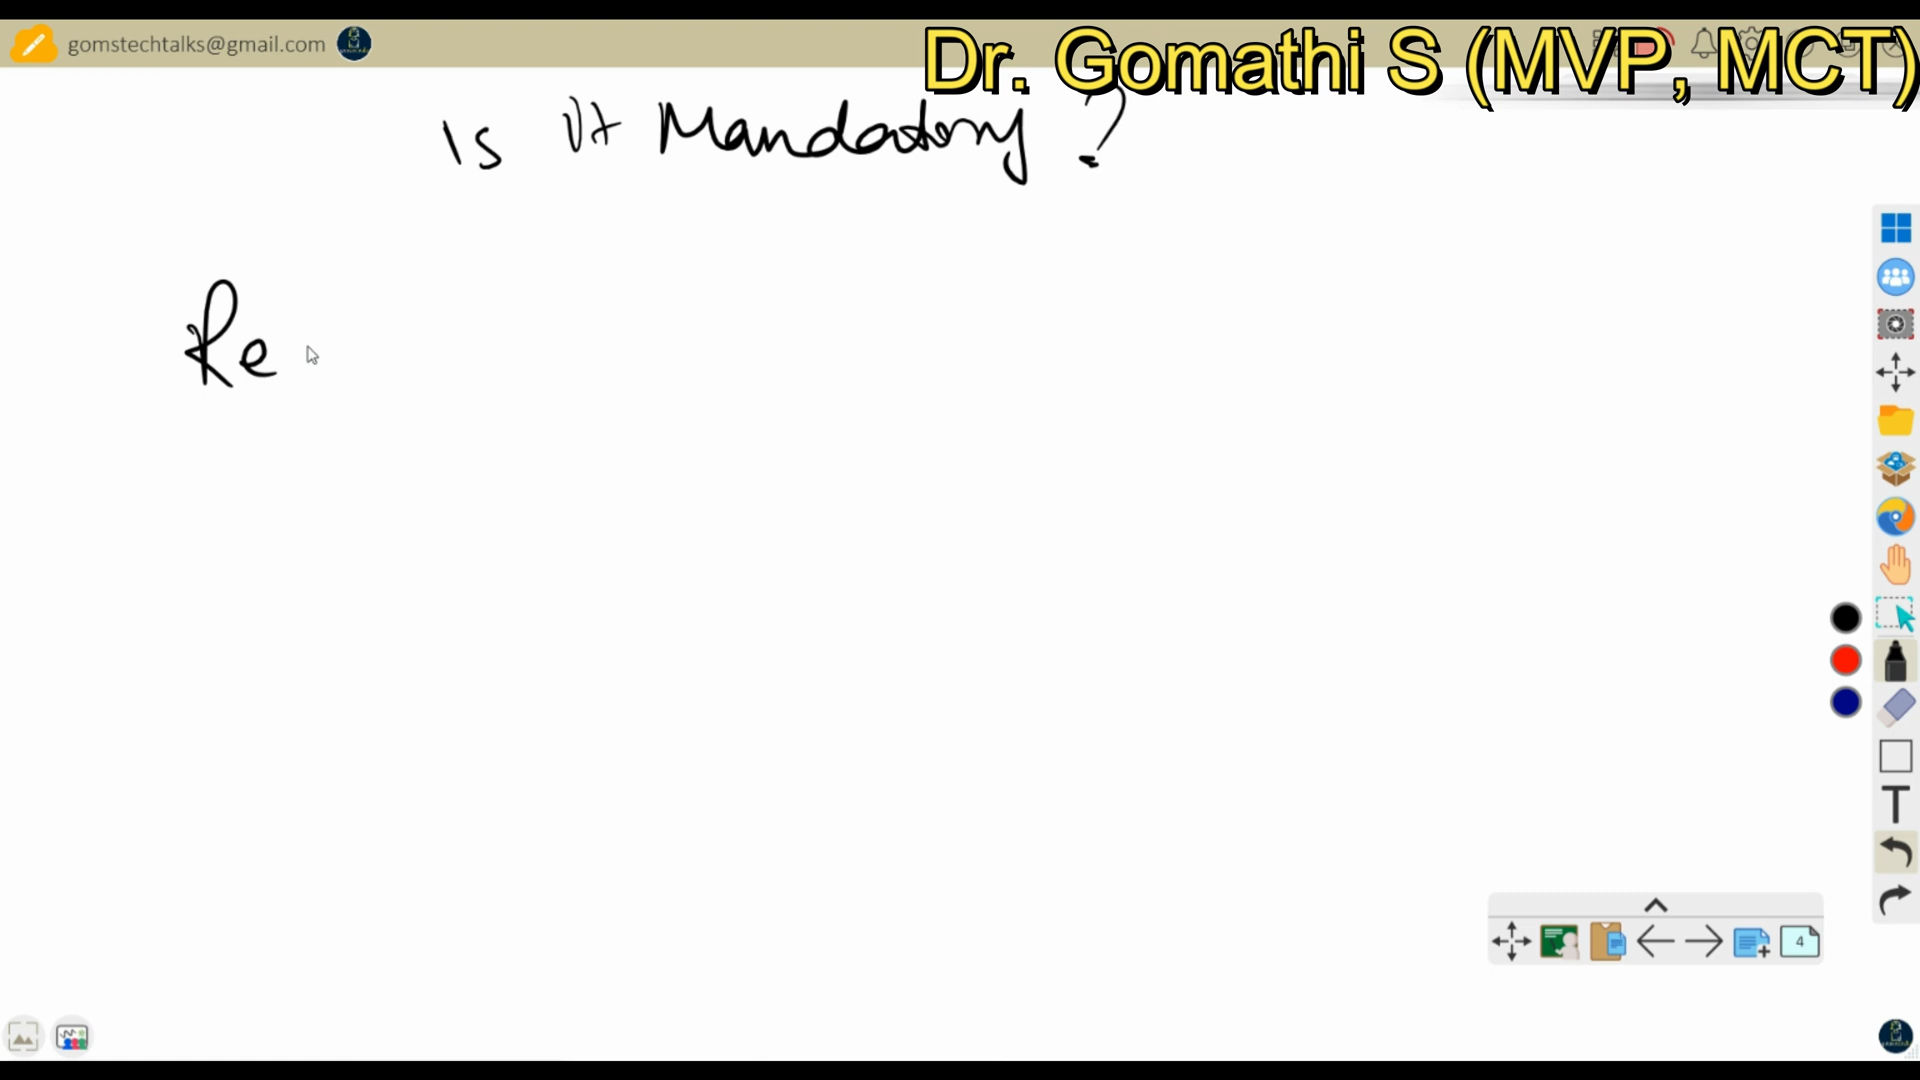 gomstechtalks@gmail.com
Dr. Gomathi S (MVP, MCT)
Is it Mandatory ?
Re
4